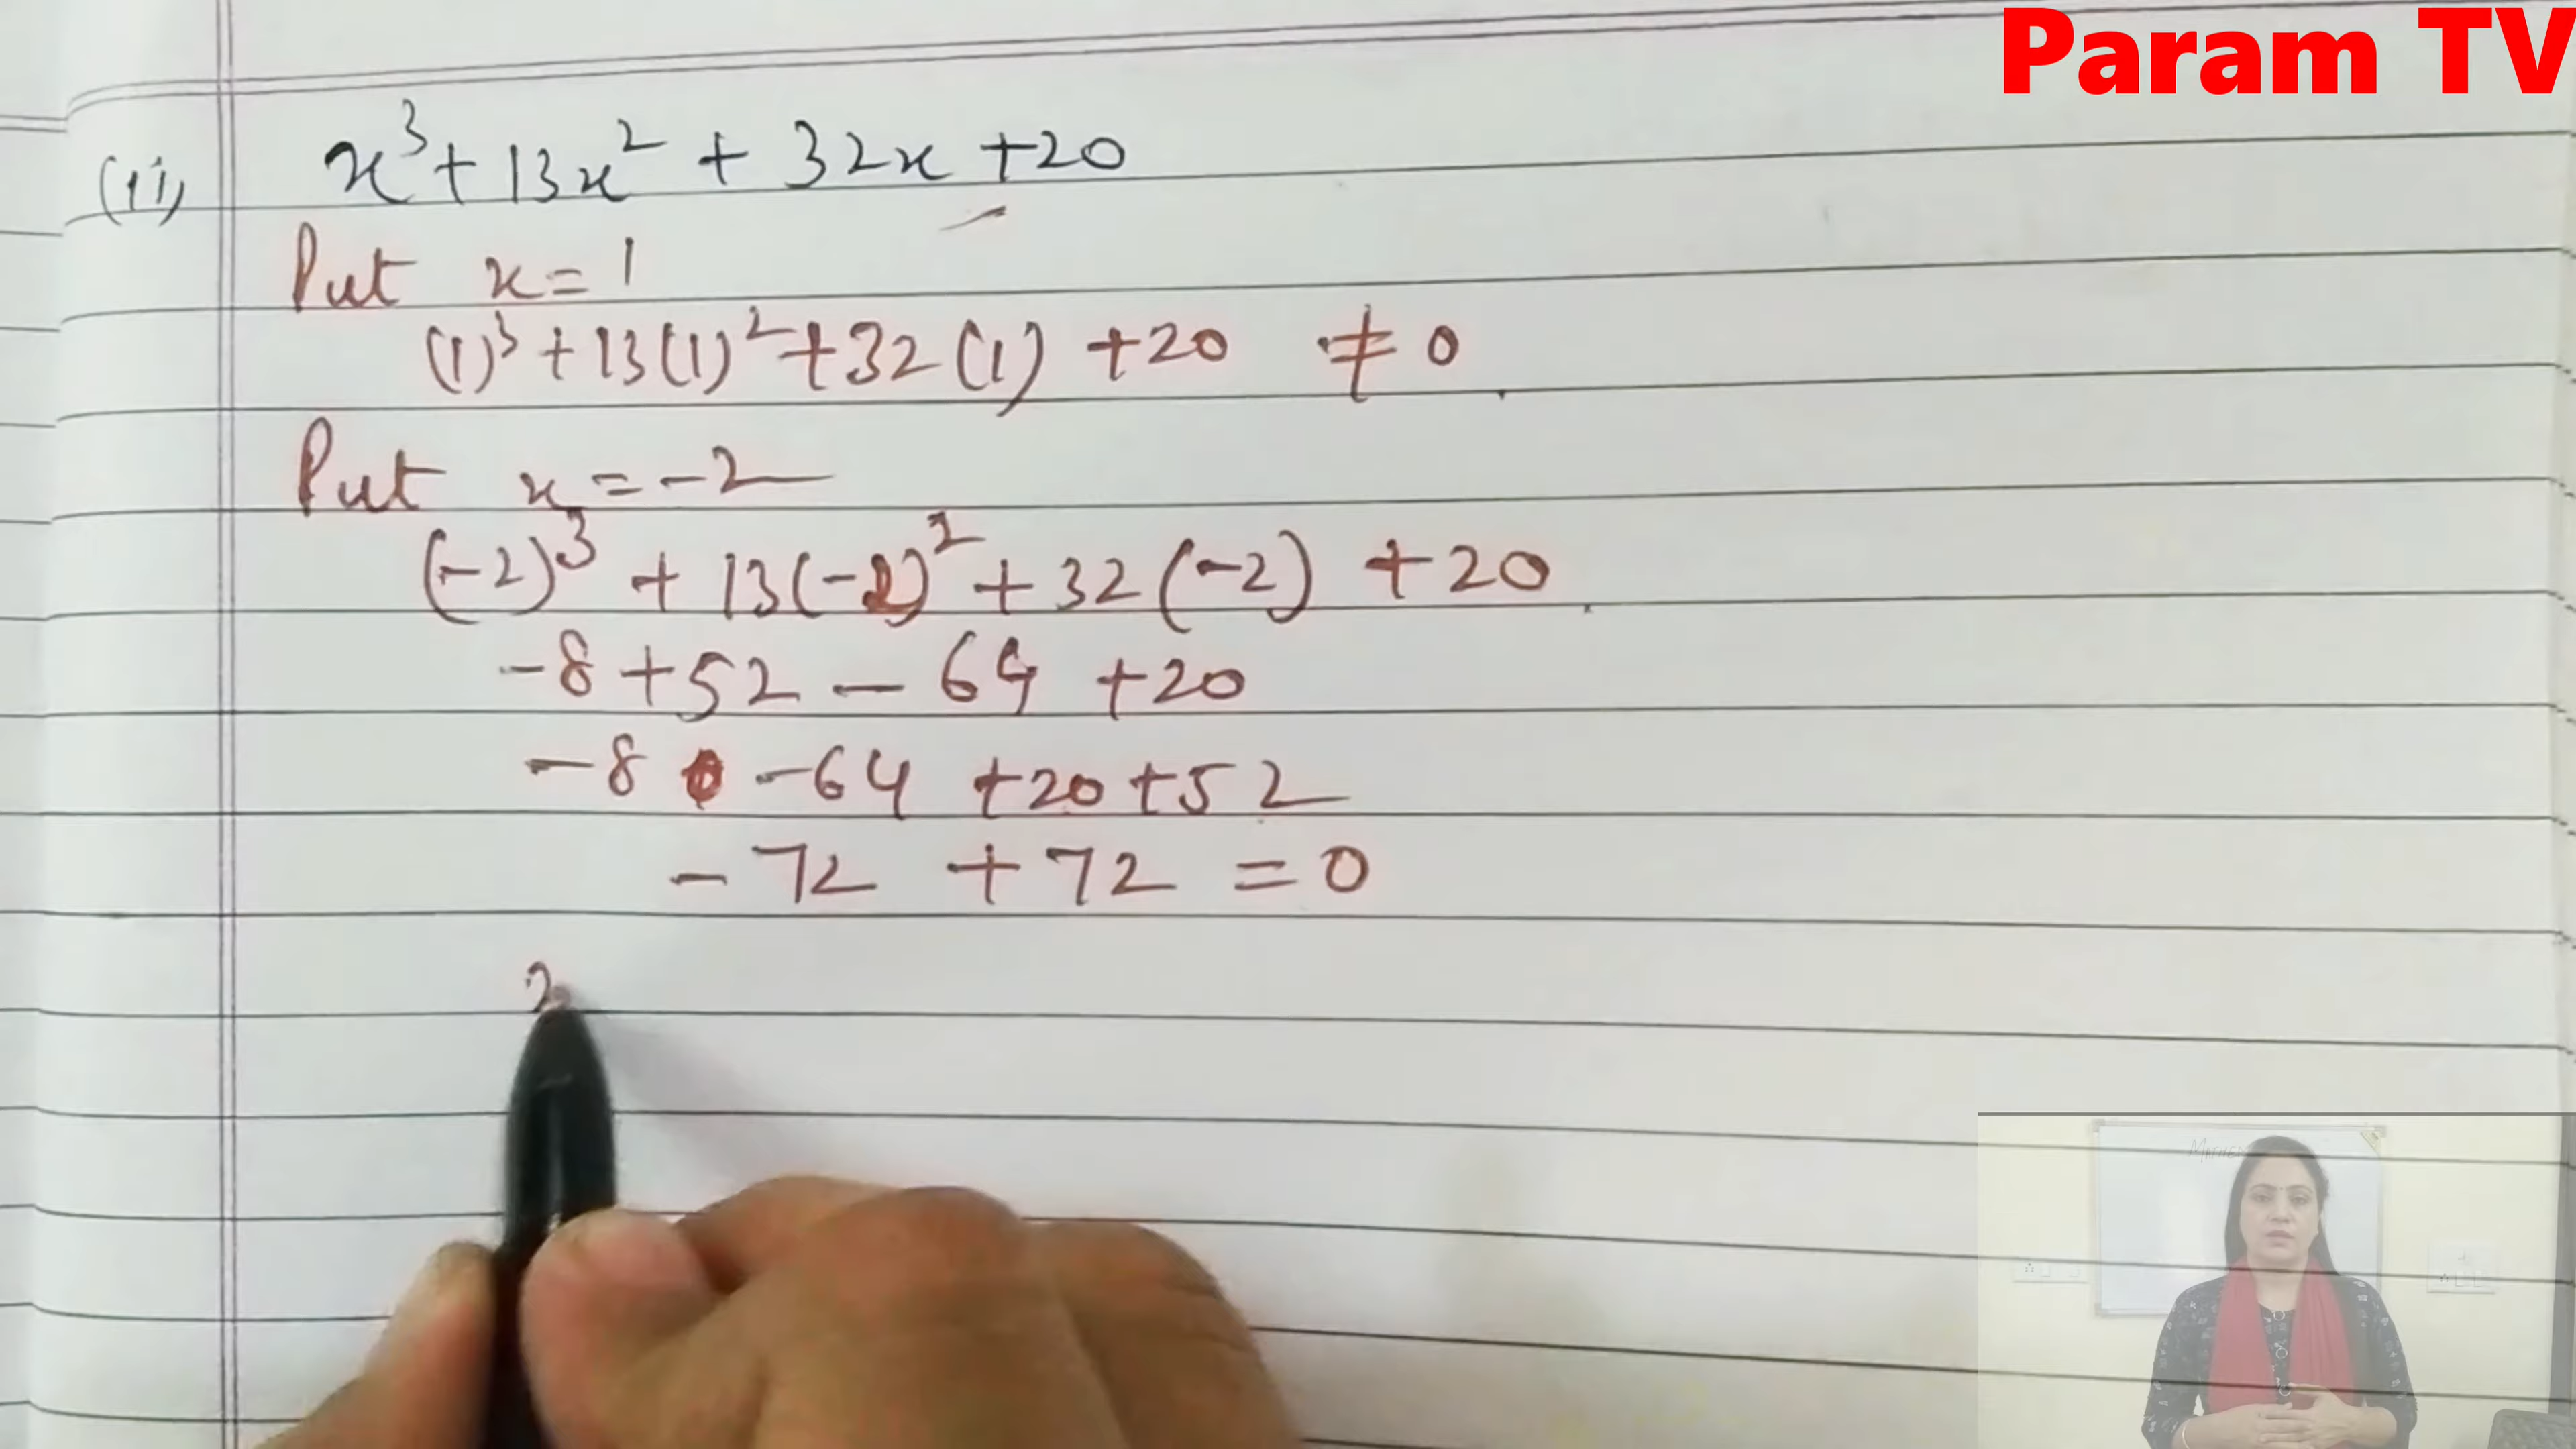 Param TV
(ii) x³ + 13x² + 32x + 20
Put x = 1
(1)³ + 13(1)² + 32(1) + 20 ≠ 0
Put x = -2
(-2)³ + 13(-2)² + 32(-2) + 20
-8 + 52 - 64 + 20
-8 -64 +20 +52
-72 +72 = 0